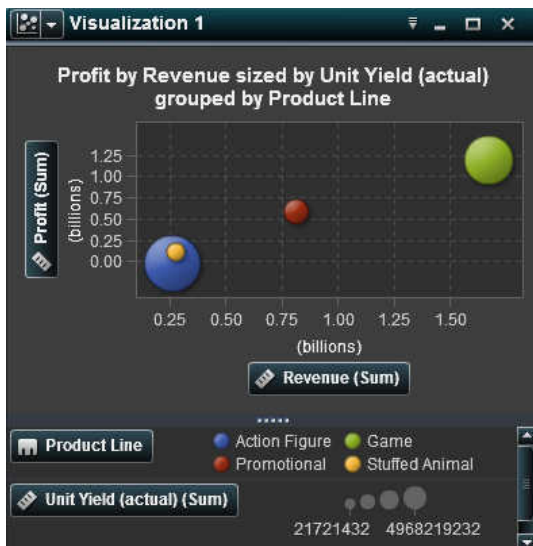 Visualization 1
Profit by Revenue sized by Unit Yield (actual)
grouped by Product Line
Profit (Sum)
(billions)
1.25
1.00
0.75
0.50
0.25
0.00
0.25 0.50 0.75 1.00 1.25 1.50
(billions)
Revenue (Sum)
Product Line
Action Figure Game
Promotional Stuffed Animal
Unit Yield (actual) (Sum)
21721432 4968219232